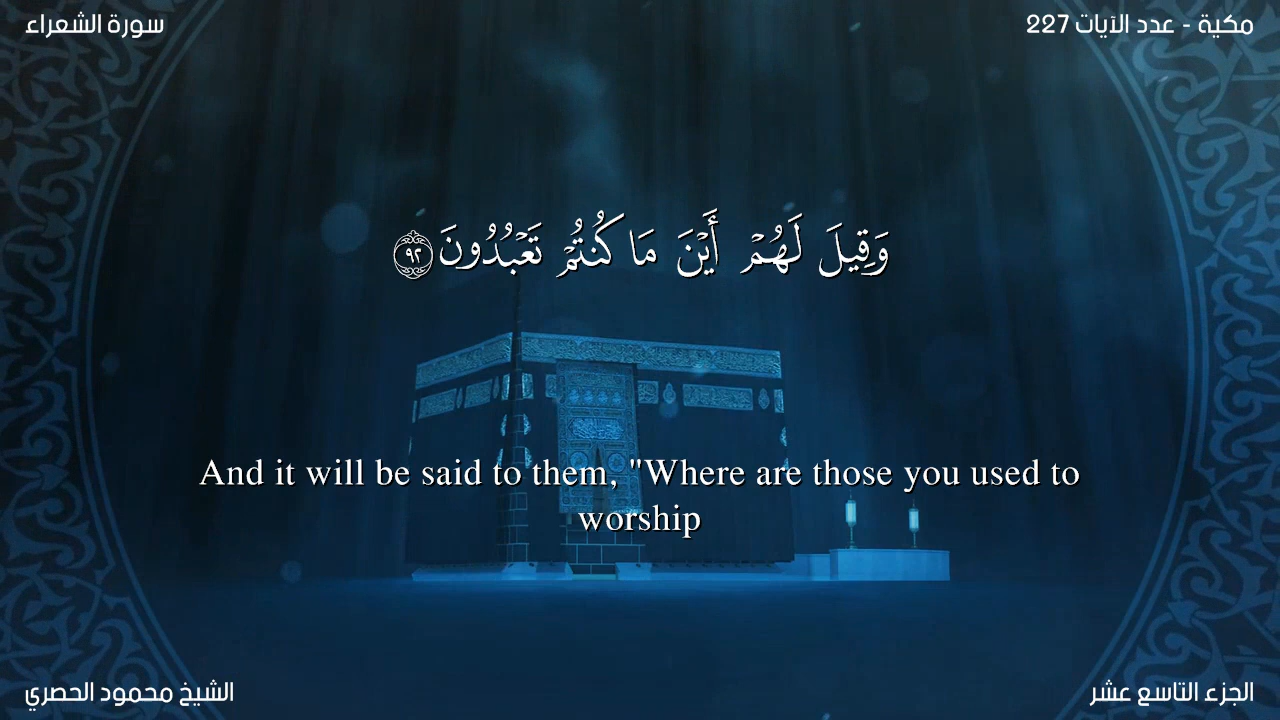 سورة الشعراء
مكية - عدد الآيات 227
وَقِيلَ لَهُمْ أَيْنَ مَا كُنتُمْ تَعْبُدُونَ ٩٢
And it will be said to them, "Where are those you used to
worship
الشيخ محمود الحصري
الجزء التاسع عشر